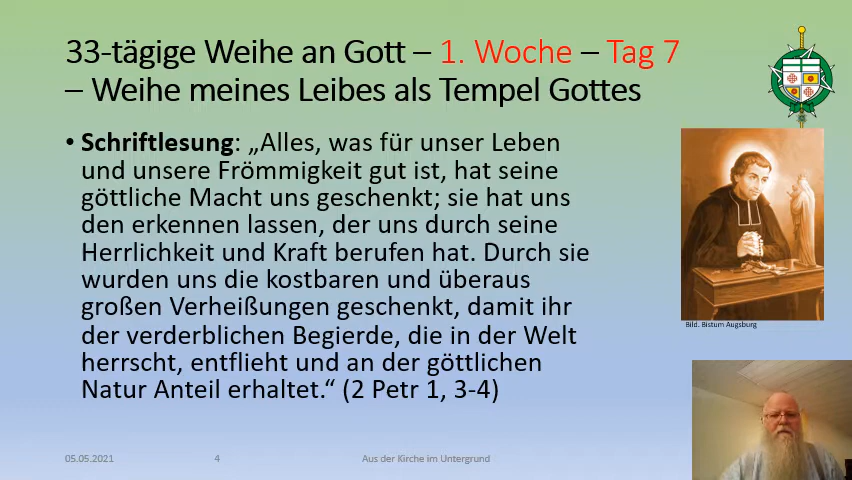 33-tägige Weihe an Gott – 1. Woche – Tag 7
– Weihe meines Leibes als Tempel Gottes
• Schriftlesung: „Alles, was für unser Leben
und unsere Frömmigkeit gut ist, hat seine
göttliche Macht uns geschenkt; sie hat uns
den erkennen lassen, der uns durch seine
Herrlichkeit und Kraft berufen hat. Durch sie
wurden uns die kostbaren und überaus
großen Verheißungen geschenkt, damit ihr
der verderblichen Begierde, die in der Welt
herrscht, entflieht und an der göttlichen
Natur Anteil erhaltet.“ (2 Petr 1, 3-4)
Bild. Bistum Augsburg
05.05.2021 4 Aus der Kirche im Untergrund